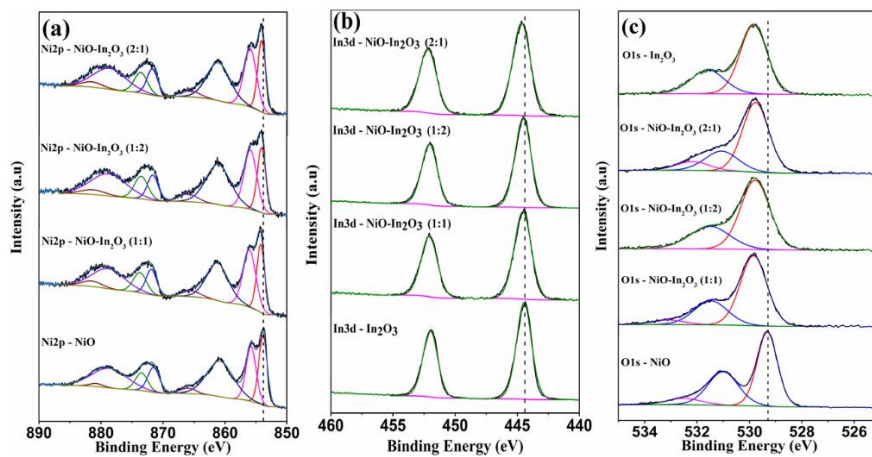 (a)
Ni2p - NiO-In₂O₃ (2:1)
Ni2p - NiO-In₂O₃ (1:2)
Ni2p - NiO-In₂O₃ (1:1)
Ni2p - NiO
Intensity (a.u)
890 880 870 860 850
Binding Energy (eV)
(b)
In3d - NiO-In₂O₃ (2:1)
In3d - NiO-In₂O₃ (1:2)
In3d - NiO-In₂O₃ (1:1)
In3d - In₂O₃
Intensity (a.u)
460 455 450 445 440
Binding Energy (eV)
(c)
O1s - In₂O₃
O1s - NiO-In₂O₃ (2:1)
O1s - NiO-In₂O₃ (1:2)
O1s - NiO-In₂O₃ (1:1)
O1s - NiO
Intensity (a.u)
534 532 530 528 526
Binding Energy (eV)